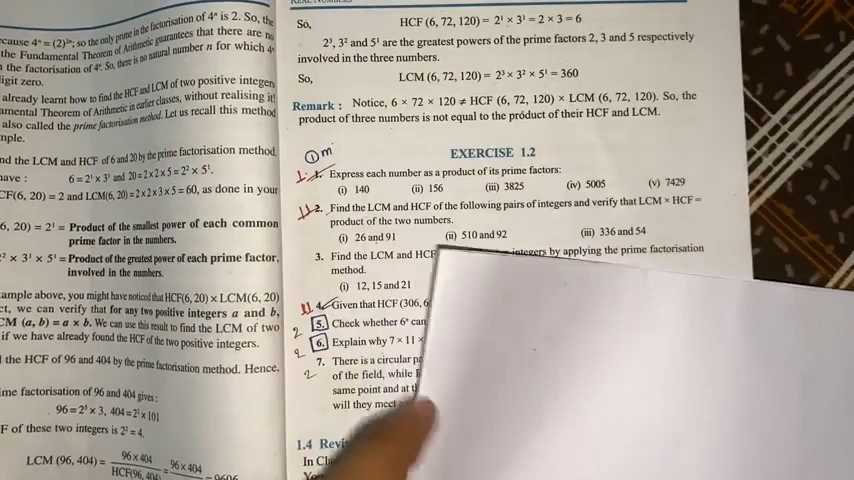 cause 4ⁿ = (2)²ⁿ; so the only prime in the factorisation of 4ⁿ is 2. So, the
the Fundamental Theorem of Arithmetic guarantees that there are no
the factorisation of 4ⁿ. So, there is no natural number n for which 4ⁿ
igit zero.
already learnt how to find the HCF and LCM of two positive integers
amental Theorem of Arithmetic in earlier classes, without realising it!
also called the prime factorisation method. Let us recall this method
mple.
nd the LCM and HCF of 6 and 20 by the prime factorisation method.
ave : 6 = 2¹ × 3¹ and 20 = 2 × 2 × 5 = 2² × 5¹.
CF(6, 20) = 2 and LCM(6, 20) = 2 × 2 × 3 × 5 = 60, as done in your
6, 20) = 2¹ = Product of the smallest power of each common
prime factor in the numbers.
2² × 3¹ × 5¹ = Product of the greatest power of each prime factor,
involved in the numbers.
ample above, you might have noticed that HCF(6, 20) × LCM(6, 20)
ct, we can verify that for any two positive integers a and b,
CM (a, b) = a × b. We can use this result to find the LCM of two
if we have already found the HCF of the two positive integers.
the HCF of 96 and 404 by the prime factorisation method. Hence,
ime factorisation of 96 and 404 gives:
96 = 2⁵ × 3, 404 = 2² × 101
F of these two integers is 2² = 4.
LCM (96, 404) = 96 × 404 / HCF(96, 404) = 96 × 404 = 9696
So, HCF (6, 72, 120) = 2¹ × 3¹ = 2 × 3 = 6
2³, 3² and 5¹ are the greatest powers of the prime factors 2, 3 and 5 respectively
involved in the three numbers.
So, LCM (6, 72, 120) = 2³ × 3² × 5¹ = 360
Remark : Notice, 6 × 72 × 120 ≠ HCF (6, 72, 120) × LCM (6, 72, 120). So, the
product of three numbers is not equal to the product of their HCF and LCM.
1 m
EXERCISE 1.2
1. Express each number as a product of its prime factors:
(i) 140 (ii) 156 (iii) 3825 (iv) 5005 (v) 7429
2. Find the LCM and HCF of the following pairs of integers and verify that LCM × HCF =
product of the two numbers.
(i) 26 and 91 (ii) 510 and 92 (iii) 336 and 54
3. Find the LCM and HCF integers by applying the prime factorisation
method.
(i) 12, 15 and 21
4. Given that HCF (306, 6
2 5. Check whether 6ⁿ can
2 6. Explain why 7 × 11 ×
7. There is a circular pa
2 of the field, while
same point and at th
will they meet
1.4 Revi
In Cla